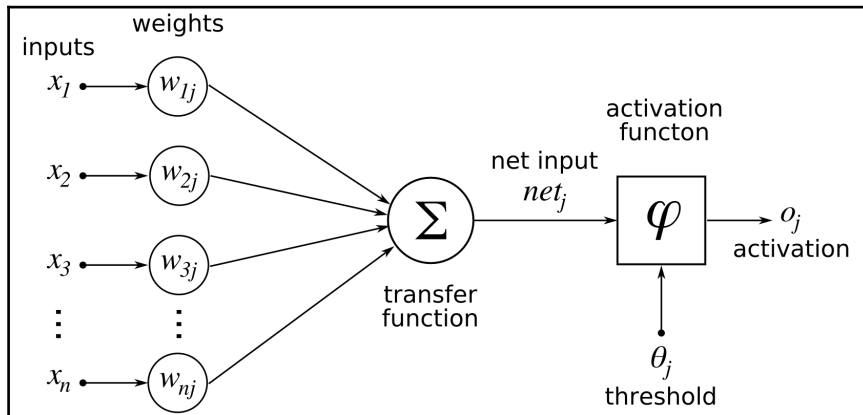 weights
inputs
x1 w1j
activation
functon
x2 w2j
net input
netj
Σ
φ
oj
activation
x3 w3j
transfer
function
⋮ ⋮
θj
xn wnj
threshold